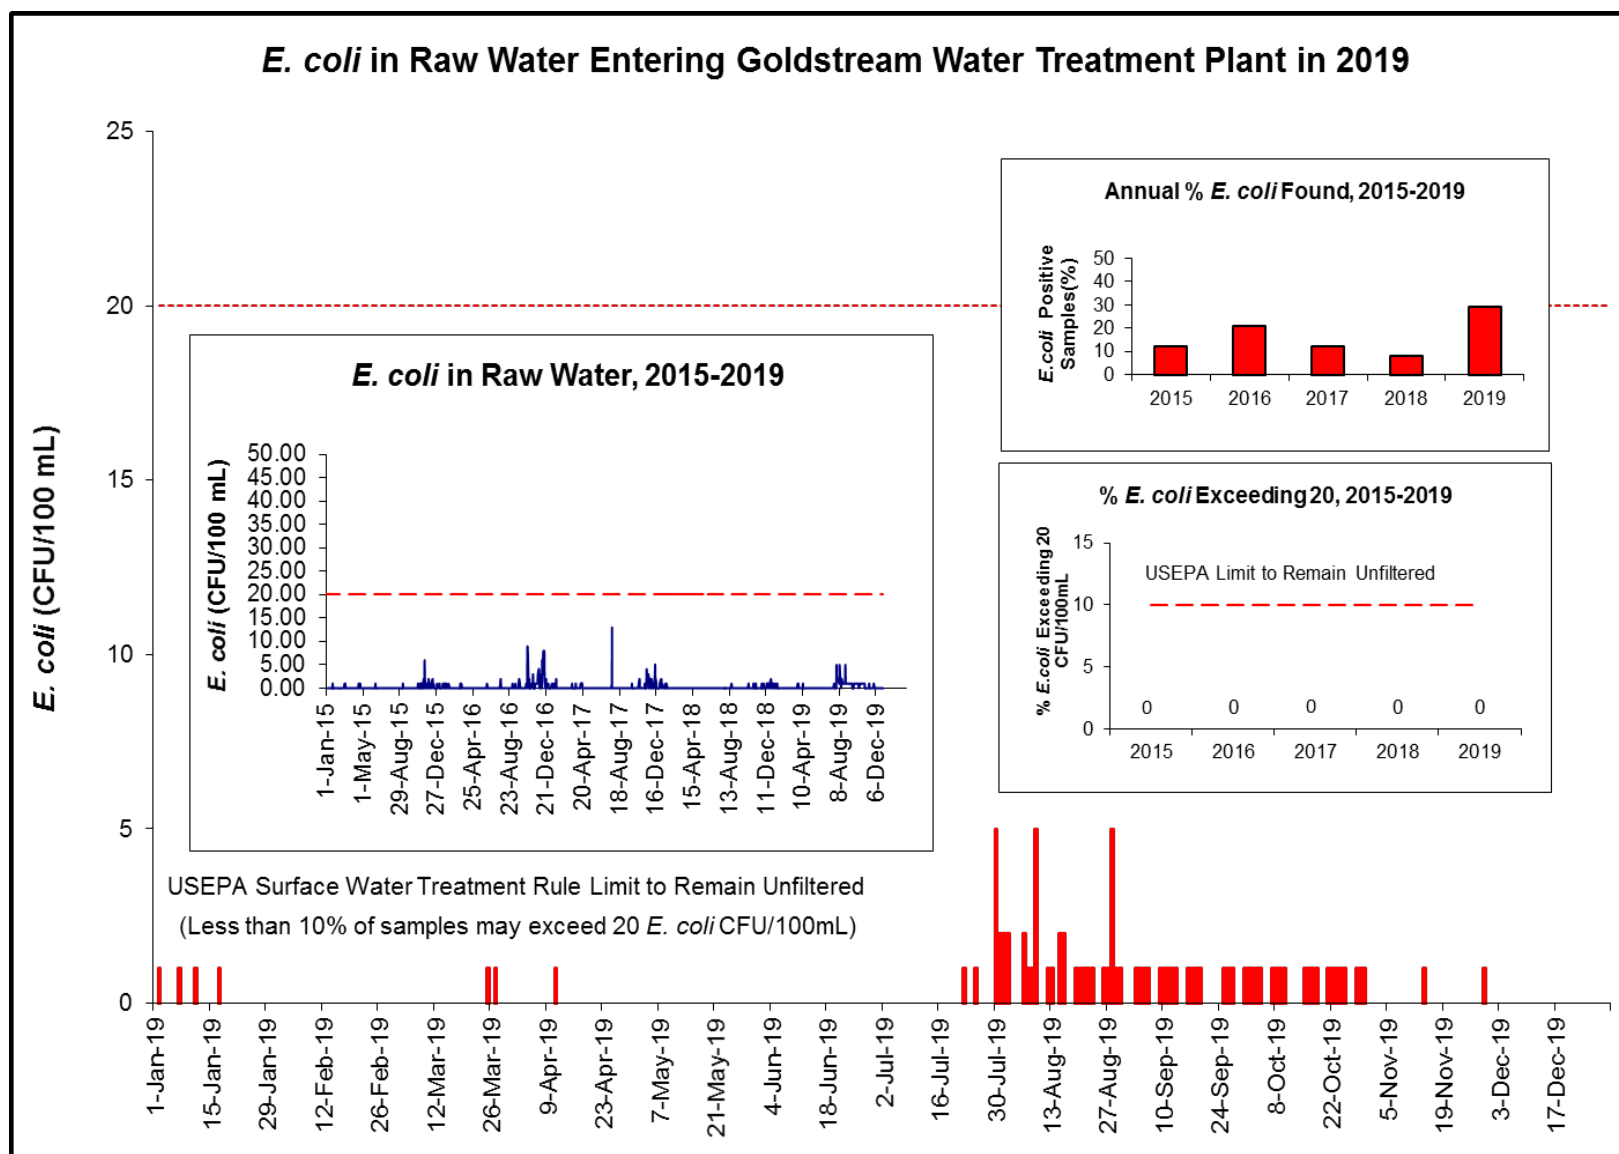 E. coli in Raw Water Entering Goldstream Water Treatment Plant in 2019
E. coli (CFU/100 mL)
25
20
15
10
5
0
1-Jan-19
15-Jan-19
29-Jan-19
12-Feb-19
26-Feb-19
12-Mar-19
26-Mar-19
9-Apr-19
23-Apr-19
7-May-19
21-May-19
4-Jun-19
18-Jun-19
2-Jul-19
16-Jul-19
30-Jul-19
13-Aug-19
27-Aug-19
10-Sep-19
24-Sep-19
8-Oct-19
22-Oct-19
5-Nov-19
19-Nov-19
3-Dec-19
17-Dec-19
E. coli in Raw Water, 2015-2019
E. coli (CFU/100 mL)
50.00
45.00
40.00
35.00
30.00
25.00
20.00
15.00
10.00
5.00
0.00
1-Jan-15
1-May-15
29-Aug-15
27-Dec-15
25-Apr-16
23-Aug-16
21-Dec-16
20-Apr-17
18-Aug-17
16-Dec-17
15-Apr-18
13-Aug-18
11-Dec-18
10-Apr-19
8-Aug-19
6-Dec-19
USEPA Surface Water Treatment Rule Limit to Remain Unfiltered
(Less than 10% of samples may exceed 20 E. coli CFU/100mL)
Annual % E. coli Found, 2015-2019
E.coli Positive
Samples(%)
50
40
30
20
10
0
2015 2016 2017 2018 2019
% E. coli Exceeding 20, 2015-2019
% E.coli Exceeding 20
CFU/100mL
15
10
5
0
USEPA Limit to Remain Unfiltered
0 0 0 0 0
2015 2016 2017 2018 2019